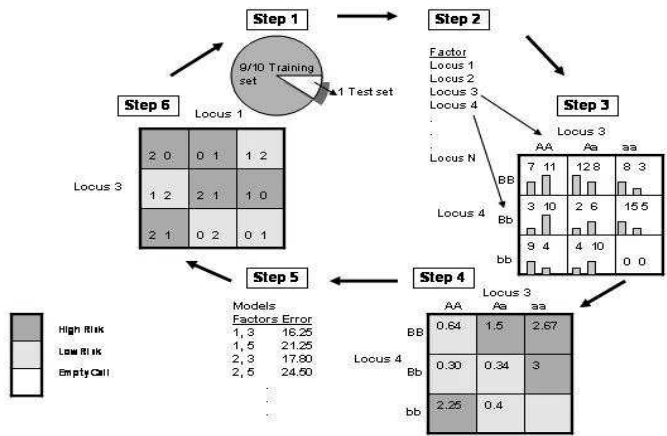 Step 1
9/10 Training
set
1 Test set
Step 2
Factor
Locus 1
Locus 2
Locus 3
Locus 4
.
.
.
Locus N
Step 3
Locus 3
AA Aa aa
BB 7 11 12 8 8 3
Locus 4
Bb 3 10 2 6 15 5
bb 9 4 4 10 0 0
Step 4
Locus 3
AA Aa aa
BB 0.64 1.5 2.67
Locus 4
Bb 0.30 0.34 3
bb 2.25 0.4
Step 5
Models
Factors Error
1, 3 16.25
1, 5 21.25
2, 3 17.80
2, 5 24.50
.
.
.
Step 6
Locus 1
2 0 0 1 1 2
Locus 3
1 2 2 1 1 0
2 1 0 2 0 1
High Risk
Low Risk
Empty Call